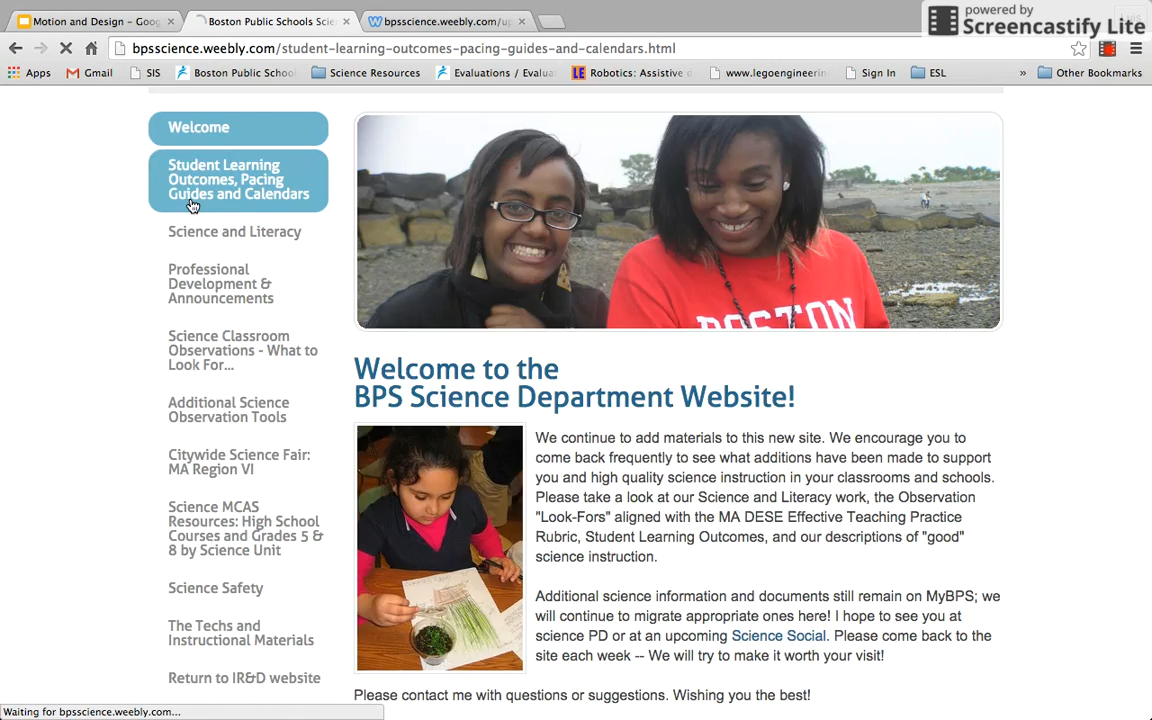 powered by
Screencastify Lite
Motion and Design – Goog
Boston Public Schools Scie
bpsscience.weebly.com/up
bpsscience.weebly.com/student-learning-outcomes-pacing-guides-and-calendars.html
Apps Gmail SIS Boston Public School Science Resources Evaluations / Evalua LE Robotics: Assistive d www.legoengineerin Sign In ESL » Other Bookmarks
Welcome
Student Learning
Outcomes, Pacing
Guides and Calendars
Science and Literacy
Professional
Development &
Announcements
Science Classroom
Observations - What to
Look For...
Additional Science
Observation Tools
Citywide Science Fair:
MA Region VI
Science MCAS
Resources: High School
Courses and Grades 5 &
8 by Science Unit
Science Safety
The Techs and
Instructional Materials
Return to IR&D website
BOSTON
Welcome to the
BPS Science Department Website!
We continue to add materials to this new site. We encourage you to
come back frequently to see what additions have been made to support
you and high quality science instruction in your classrooms and schools.
Please take a look at our Science and Literacy work, the Observation
"Look-Fors" aligned with the MA DESE Effective Teaching Practice
Rubric, Student Learning Outcomes, and our descriptions of "good"
science instruction.
Additional science information and documents still remain on MyBPS; we
will continue to migrate appropriate ones here! I hope to see you at
science PD or at an upcoming Science Social. Please come back to the
site each week -- We will try to make it worth your visit!
Please contact me with questions or suggestions. Wishing you the best!
Waiting for bpsscience.weebly.com...